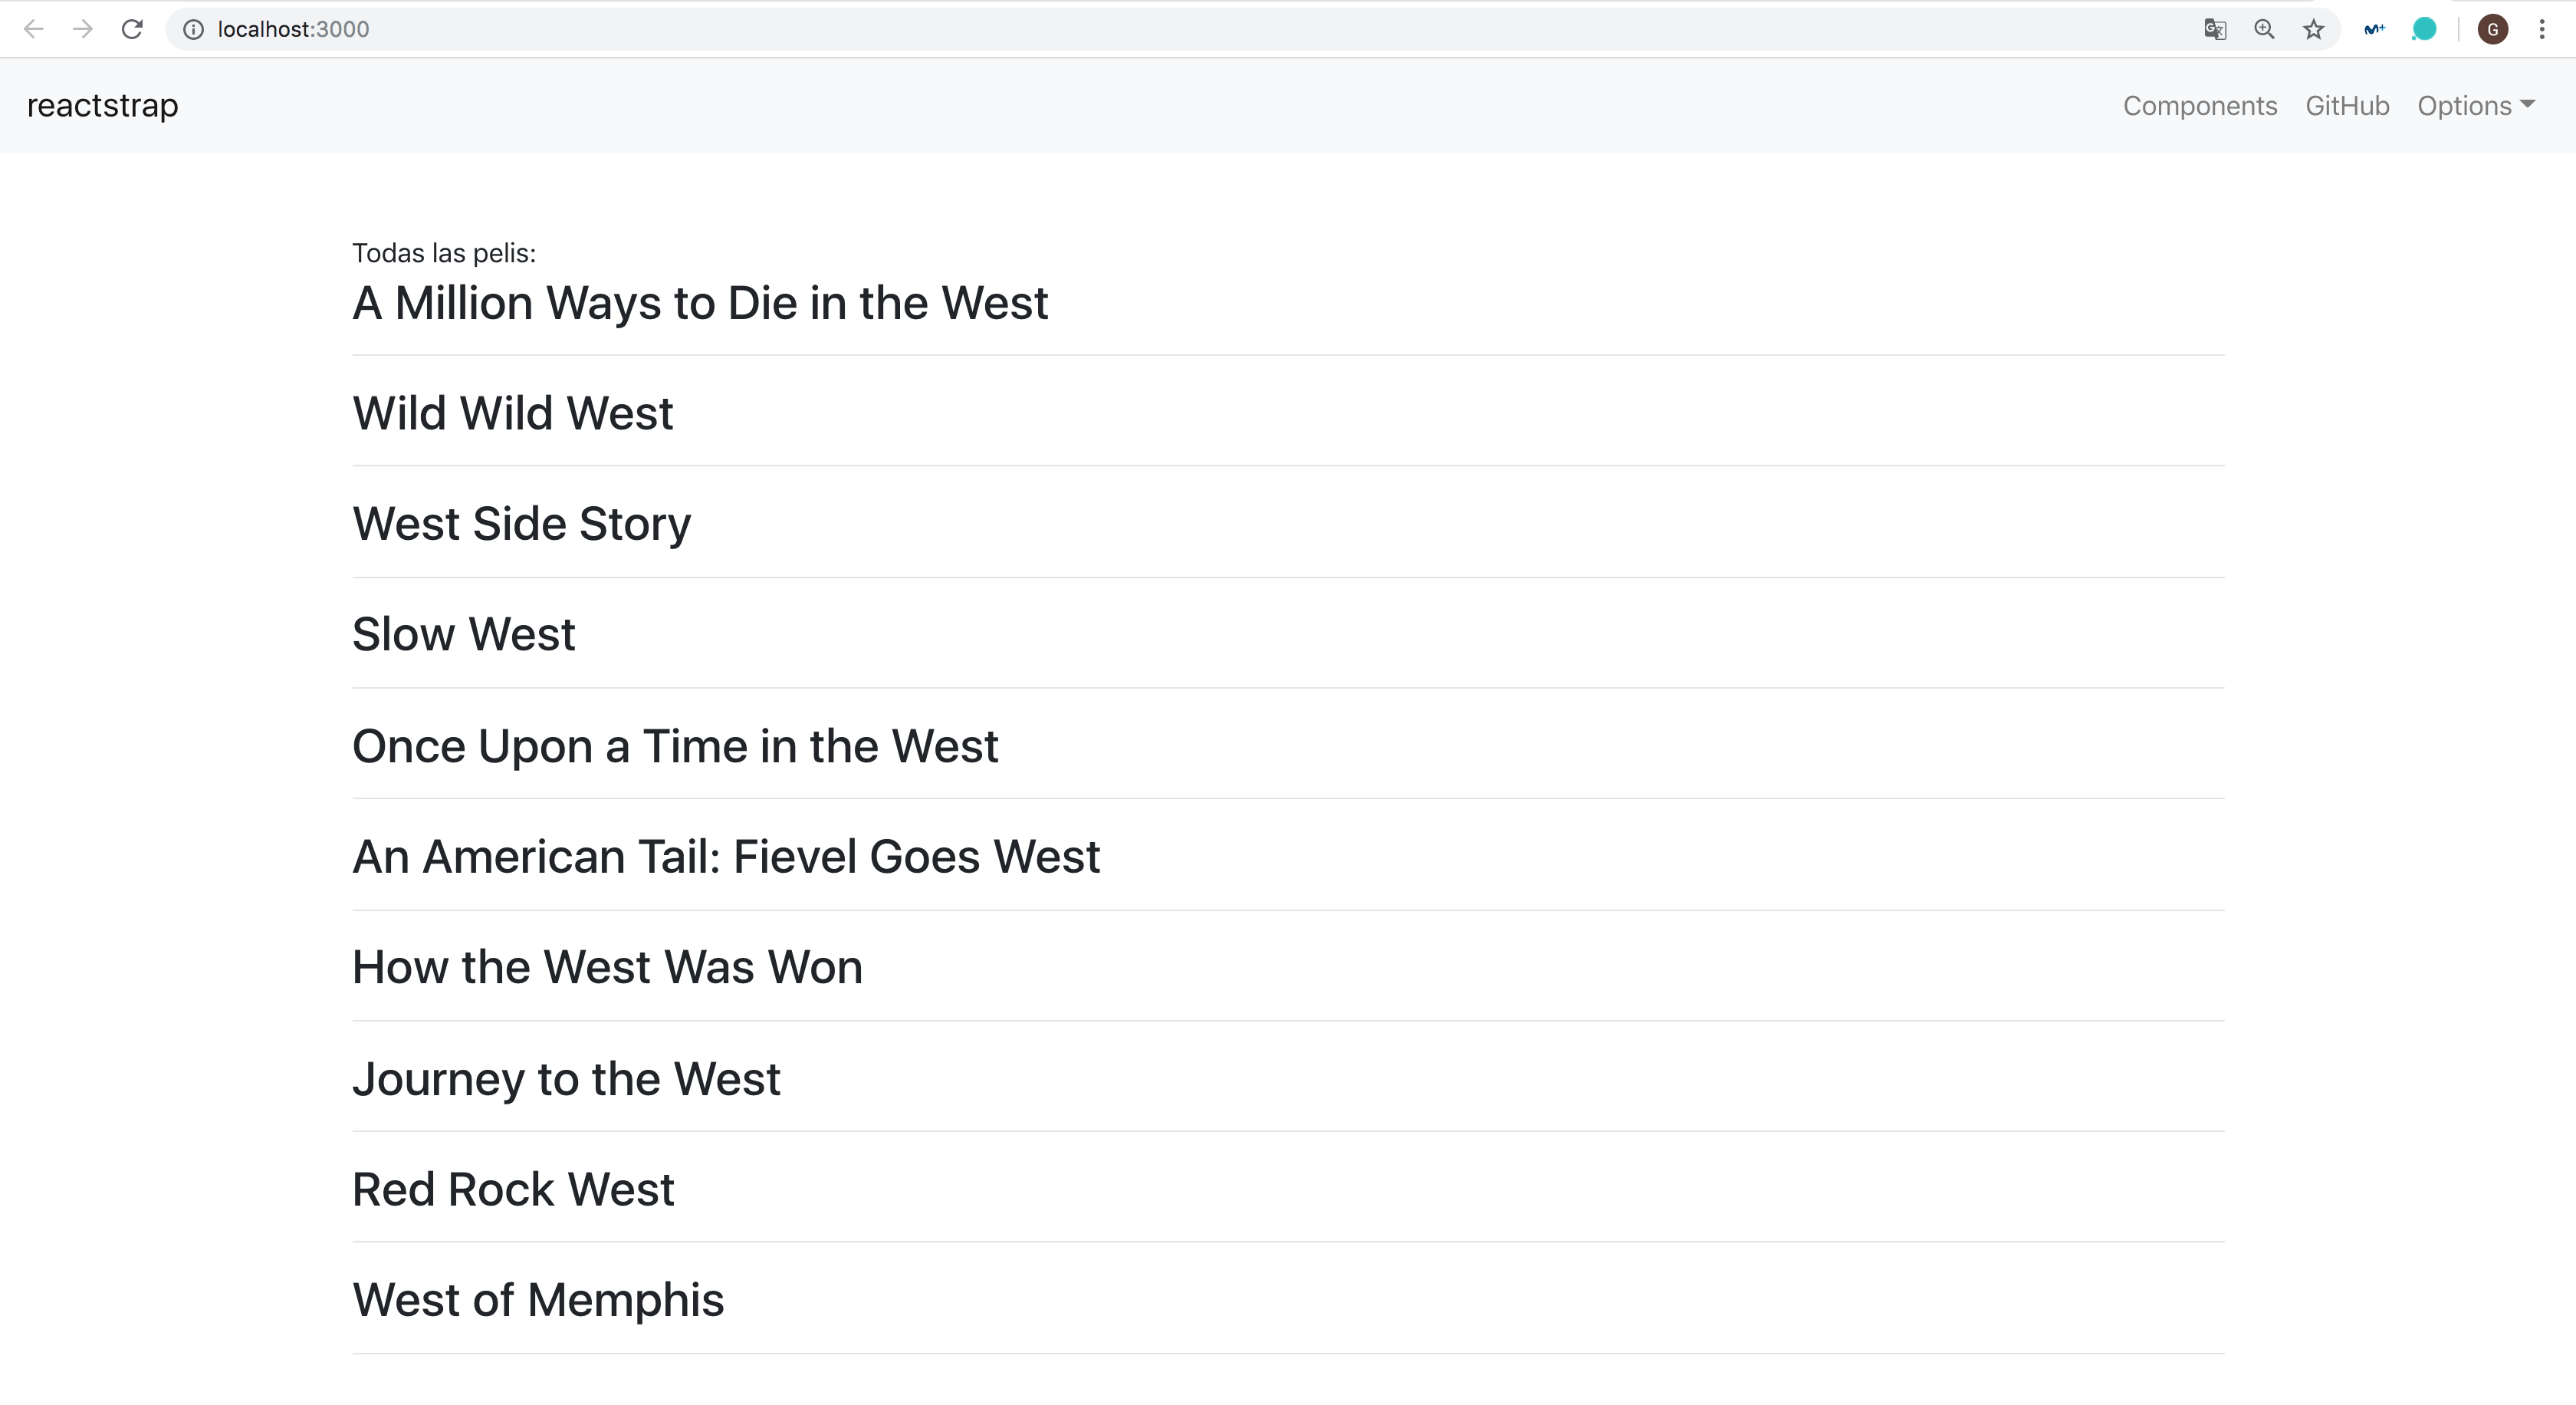 localhost:3000
G
reactstrap
Components GitHub Options
Todas las pelis:
A Million Ways to Die in the West
Wild Wild West
West Side Story
Slow West
Once Upon a Time in the West
An American Tail: Fievel Goes West
How the West Was Won
Journey to the West
Red Rock West
West of Memphis